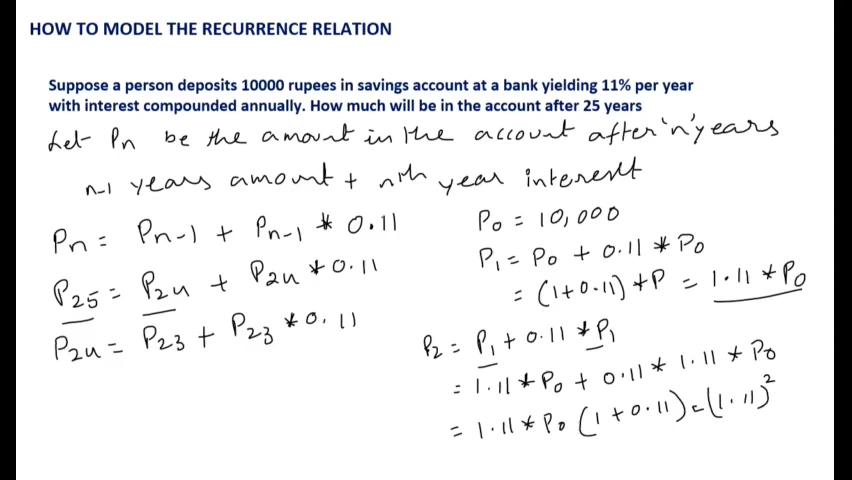 HOW TO MODEL THE RECURRENCE RELATION
Suppose a person deposits 10000 rupees in savings account at a bank yielding 11% per year
with interest compounded annually. How much will be in the account after 25 years
Let Pn be the amount in the account after 'n' years
n-1 years amount + nth year interest
Pn = Pn-1 + Pn-1 * 0.11
P25 = P24 + P24 * 0.11
P24 = P23 + P23 * 0.11
P0 = 10,000
P1 = P0 + 0.11 * P0
= (1+0.11) * P = 1.11 * P0
P2 = P1 + 0.11 * P1
= 1.11 * P0 + 0.11 * 1.11 * P0
= 1.11 * P0 (1 + 0.11) = (1.11)²